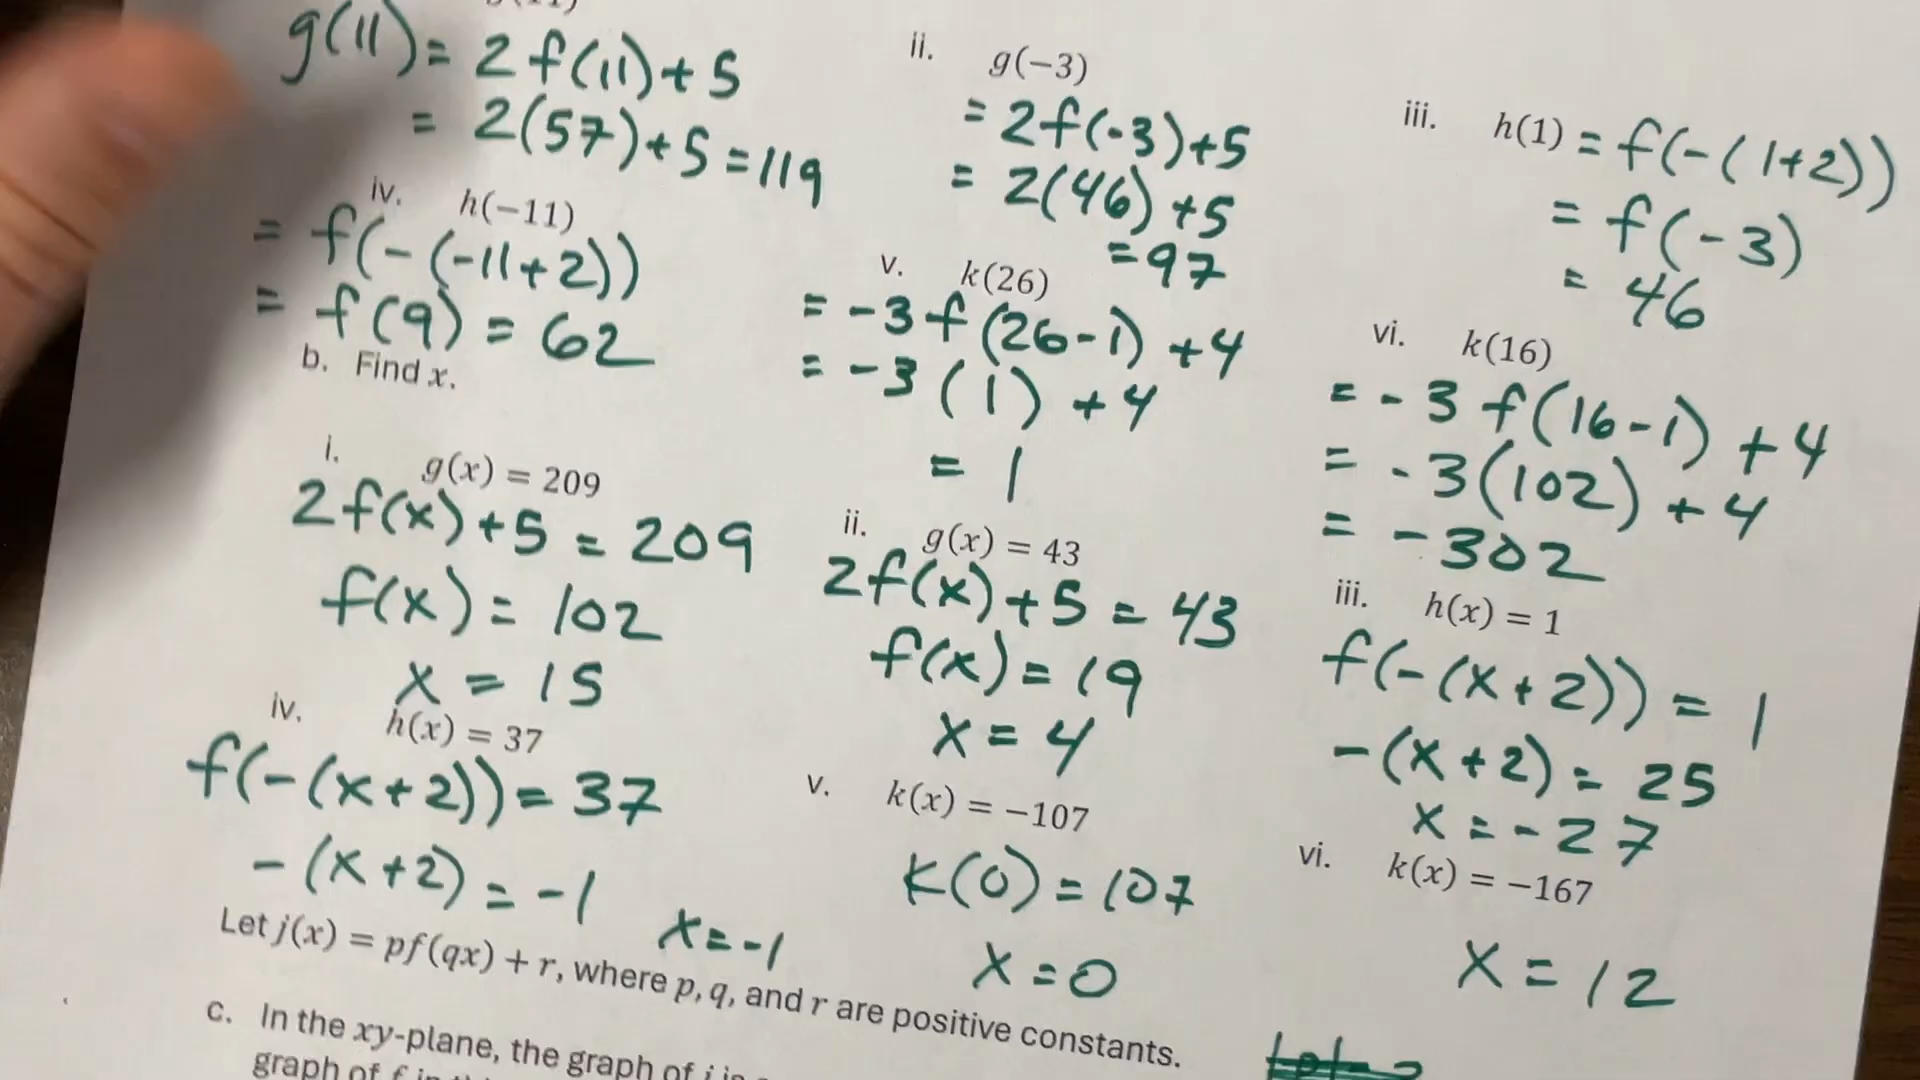 g(11) = 2f(11)+5
= 2(57)+5 = 119
ii. g(−3)
= 2f(-3)+5
= 2(46)+5
= 97
iii. h(1) = f(-(1+2))
= f(-3)
= 46
iv. h(−11)
= f(-(-11+2))
= f(9) = 62
v. k(26)
= -3f(26-1)+4
= -3(1)+4
= 1
vi. k(16)
= -3f(16-1)+4
= -3(102)+4
= -302
b. Find x.
i. g(x) = 209
2f(x)+5 = 209
f(x) = 102
x = 15
ii. g(x) = 43
2f(x)+5 = 43
f(x) = 19
x = 4
iii. h(x) = 1
f(-(x+2)) = 1
-(x+2) = 25
x = -27
iv. h(x) = 37
f(-(x+2)) = 37
-(x+2) = -1
x = -1
v. k(x) = −107
k(0) = 107
x = 0
vi. k(x) = −167
x = 12
Let j(x) = pf(qx) + r, where p, q, and r are positive constants.
c. In the xy-plane, the graph of j is
graph of f in